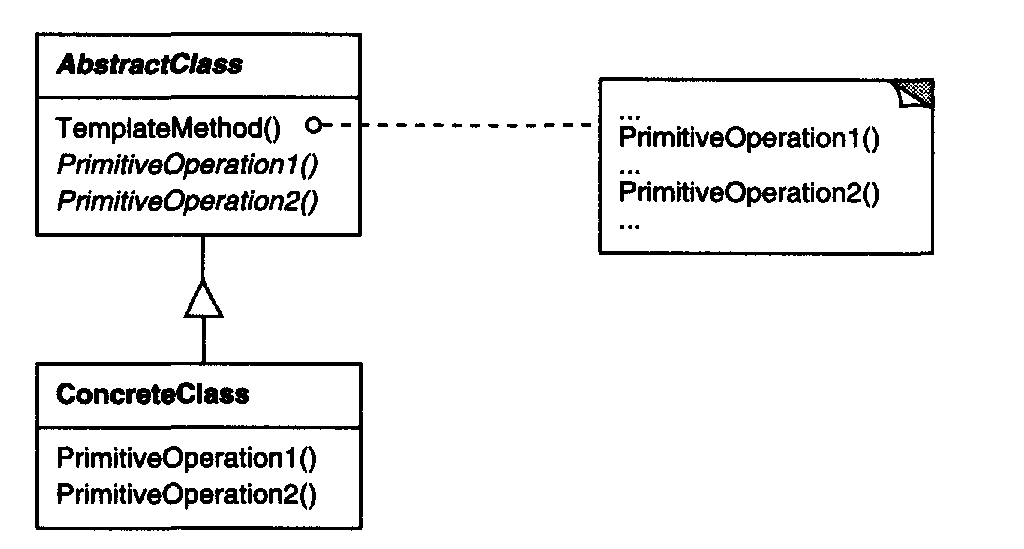 AbstractClass
TemplateMethod()
PrimitiveOperation1()
PrimitiveOperation2()
...
PrimitiveOperation1()
...
PrimitiveOperation2()
...
ConcreteClass
PrimitiveOperation1()
PrimitiveOperation2()